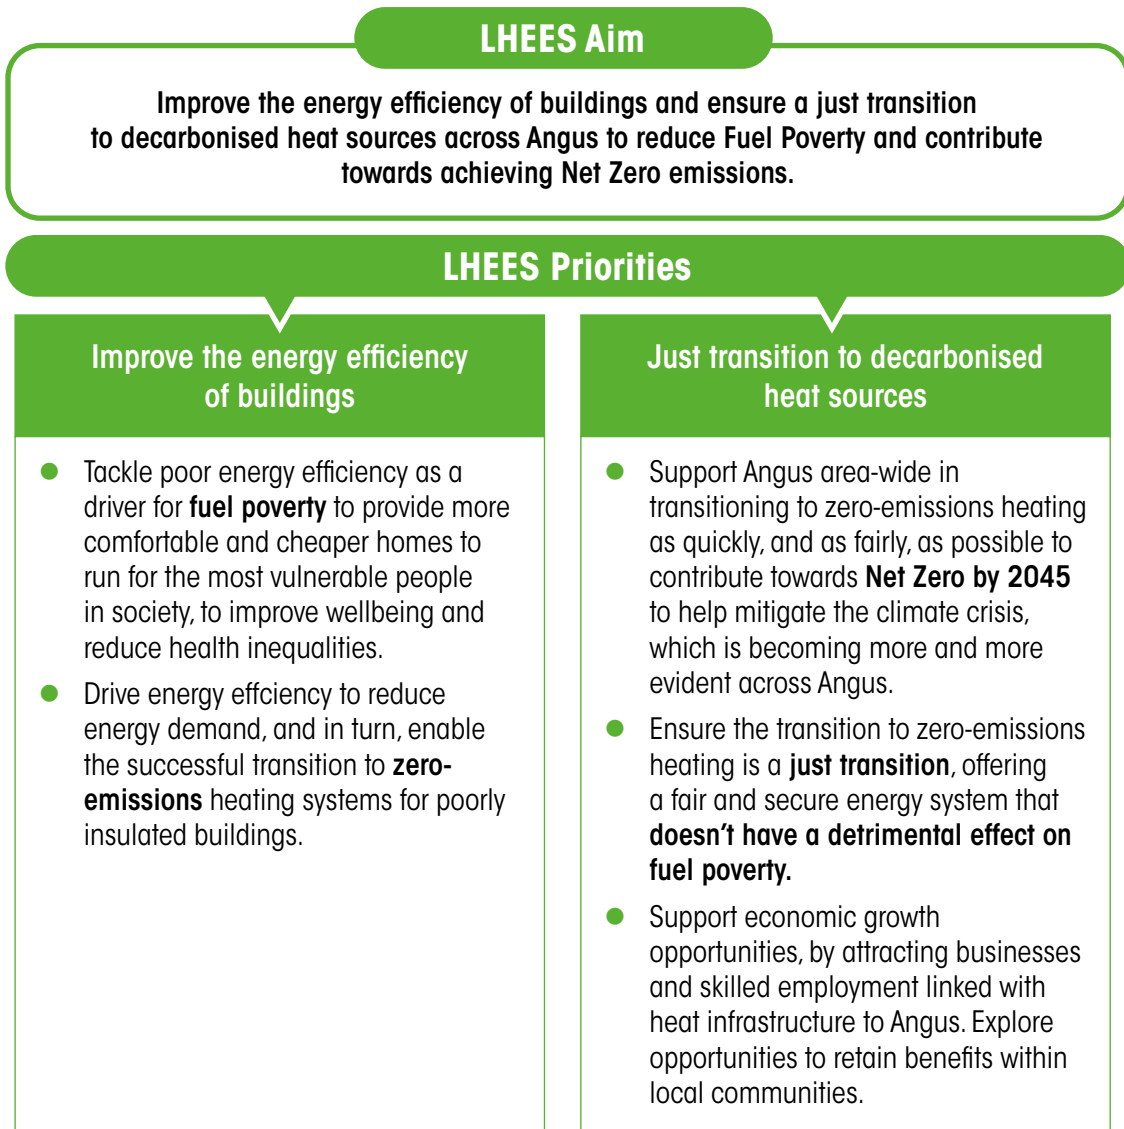 LHEES Aim
Improve the energy efficiency of buildings and ensure a just transition
to decarbonised heat sources across Angus to reduce Fuel Poverty and contribute
towards achieving Net Zero emissions.
LHEES Priorities
Improve the energy efficiency
of buildings
Tackle poor energy efficiency as a
driver for fuel poverty to provide more
comfortable and cheaper homes to
run for the most vulnerable people
in society, to improve wellbeing and
reduce health inequalities.
Drive energy effciency to reduce
energy demand, and in turn, enable
the successful transition to zero-
emissions heating systems for poorly
insulated buildings.
Just transition to decarbonised
heat sources
Support Angus area-wide in
transitioning to zero-emissions heating
as quickly, and as fairly, as possible to
contribute towards Net Zero by 2045
to help mitigate the climate crisis,
which is becoming more and more
evident across Angus.
Ensure the transition to zero-emissions
heating is a just transition, offering
a fair and secure energy system that
doesn't have a detrimental effect on
fuel poverty.
Support economic growth
opportunities, by attracting businesses
and skilled employment linked with
heat infrastructure to Angus. Explore
opportunities to retain benefits within
local communities.